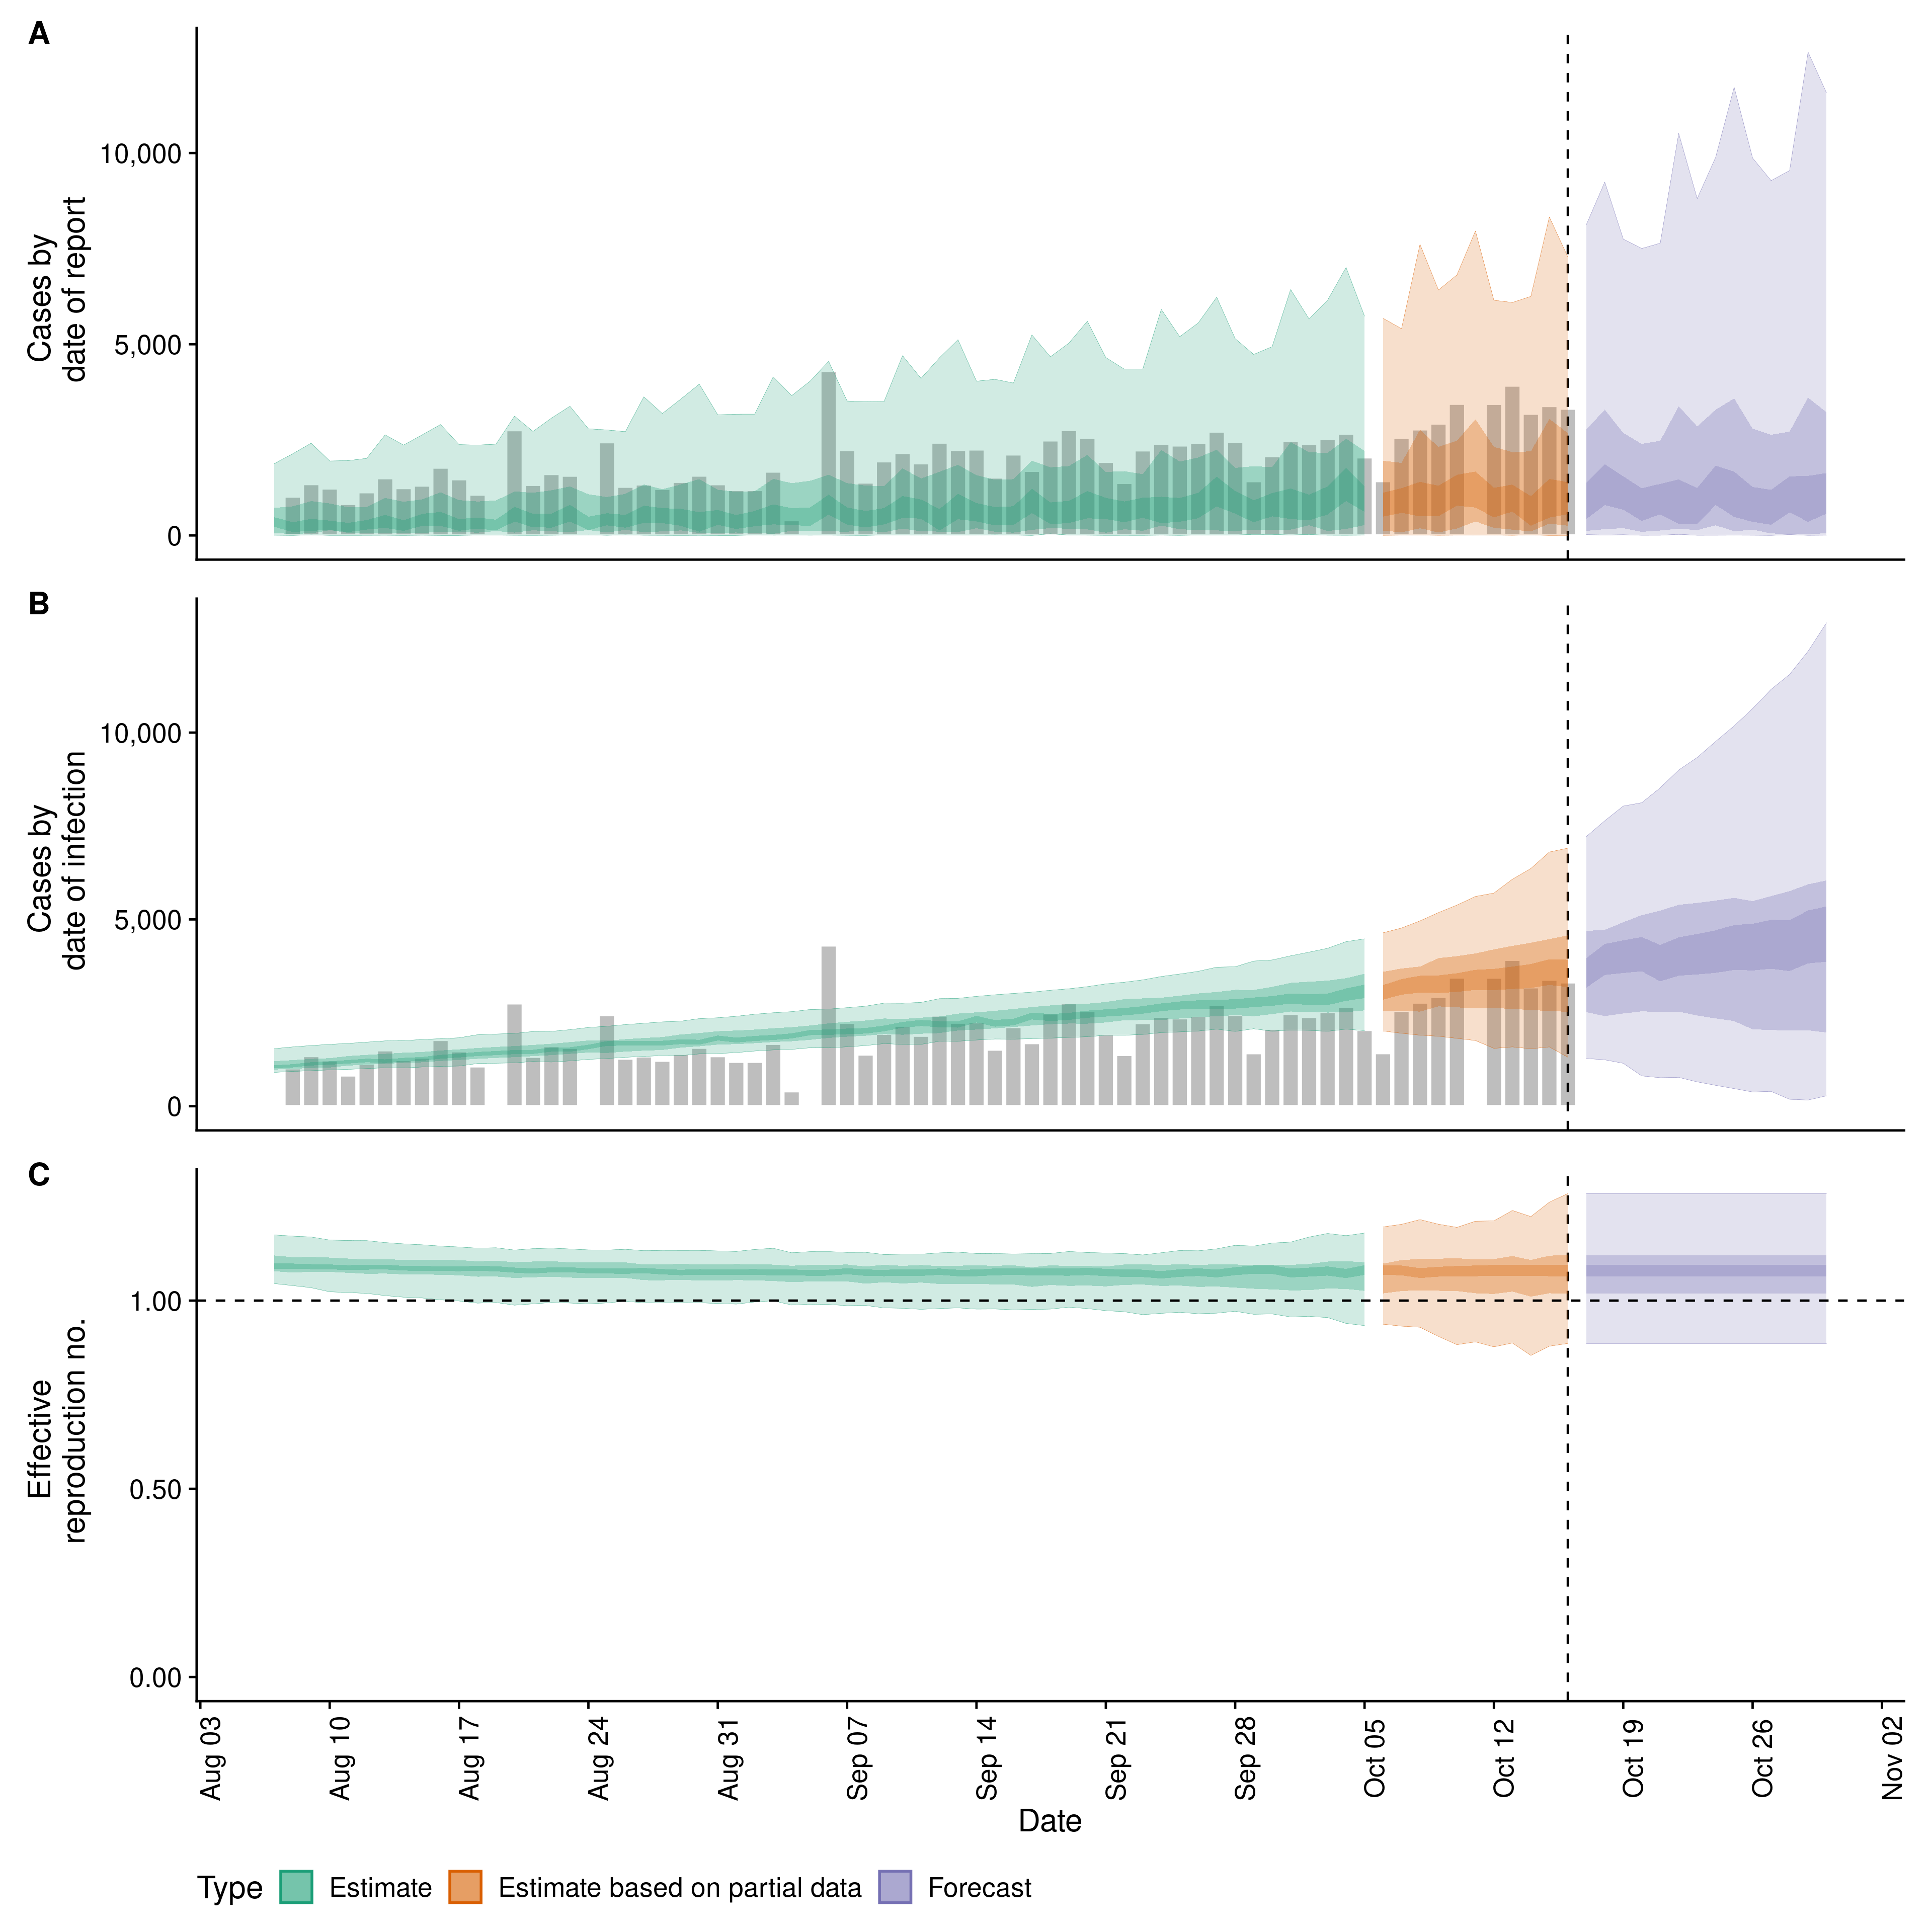 A
Cases by
date of report
10,000
5,000
0
B
Cases by
date of infection
10,000
5,000
0
C
Effective
reproduction no.
1.00
0.50
0.00
Aug 03
Aug 10
Aug 17
Aug 24
Aug 31
Sep 07
Sep 14
Sep 21
Sep 28
Oct 05
Oct 12
Oct 19
Oct 26
Nov 02
Date
Type Estimate Estimate based on partial data Forecast